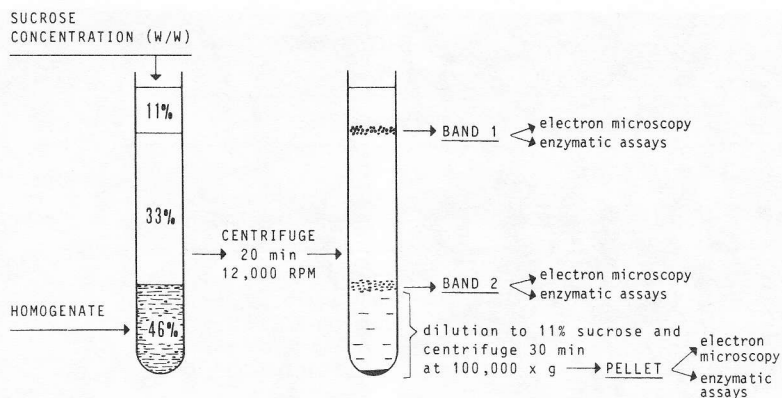 SUCROSE
CONCENTRATION (W/W)
11%
33%
46%
HOMOGENATE
CENTRIFUGE
20 min
12,000 RPM
BAND 1
electron microscopy
enzymatic assays
BAND 2
electron microscopy
enzymatic assays
dilution to 11% sucrose and
centrifuge 30 min
at 100,000 x g
PELLET
electron
microscopy
enzymatic
assays